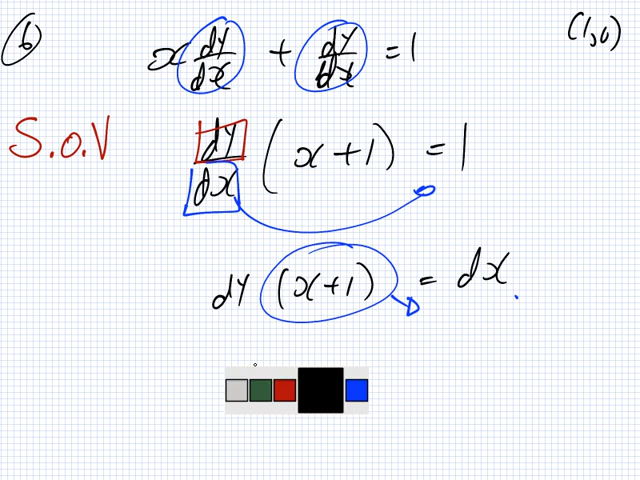 6 x dy/dx + dy/dx = 1 (1,0)
S.O.V dy/dx (x+1) = 1
dy (x+1) = dx